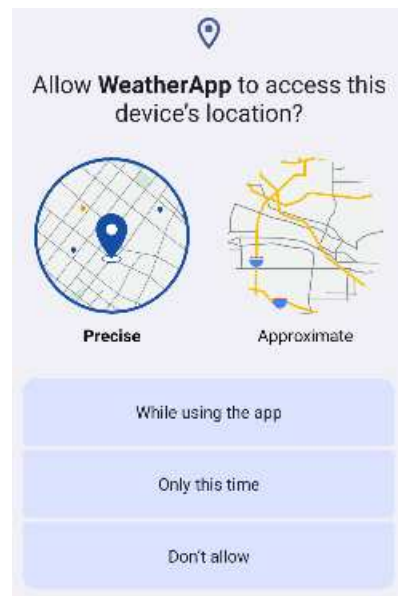 Allow WeatherApp to access this
device's location?
Precise
Approximate
While using the app
Only this time
Don't allow